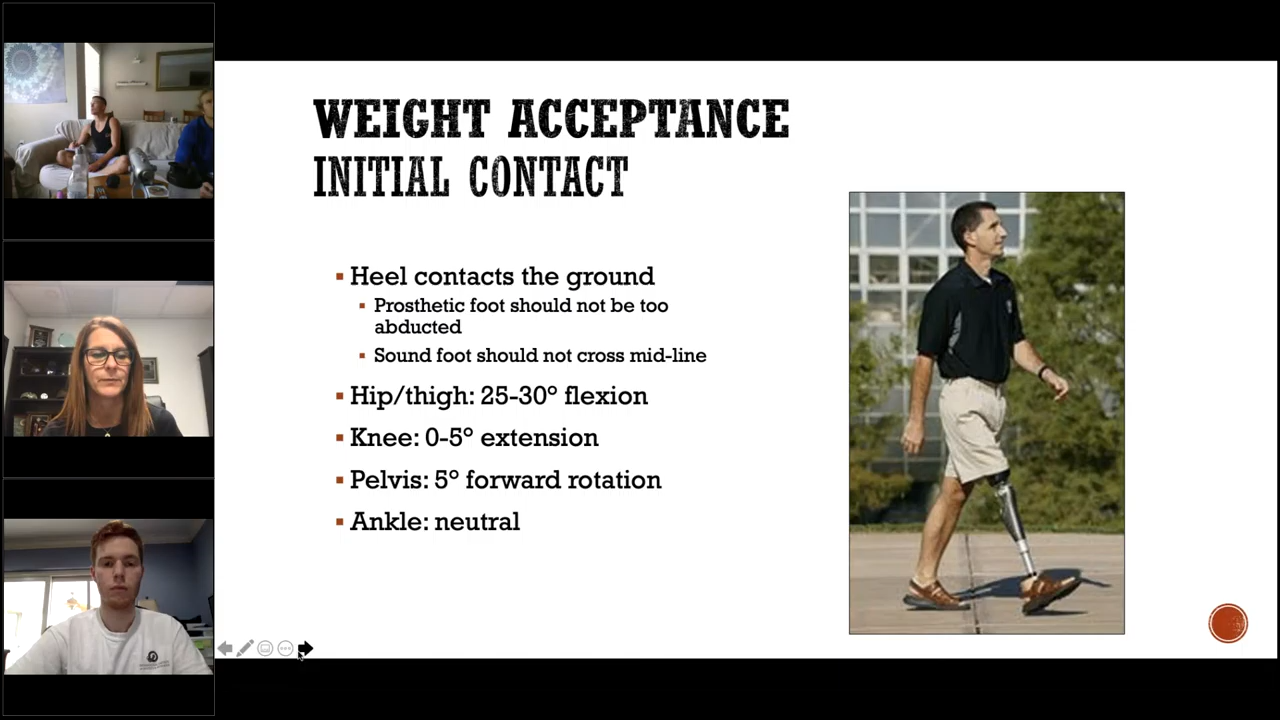 WEIGHT ACCEPTANCE
INITIAL CONTACT
Heel contacts the ground
Prosthetic foot should not be too
abducted
Sound foot should not cross mid-line
Hip/thigh: 25-30° flexion
Knee: 0-5° extension
Pelvis: 5° forward rotation
Ankle: neutral